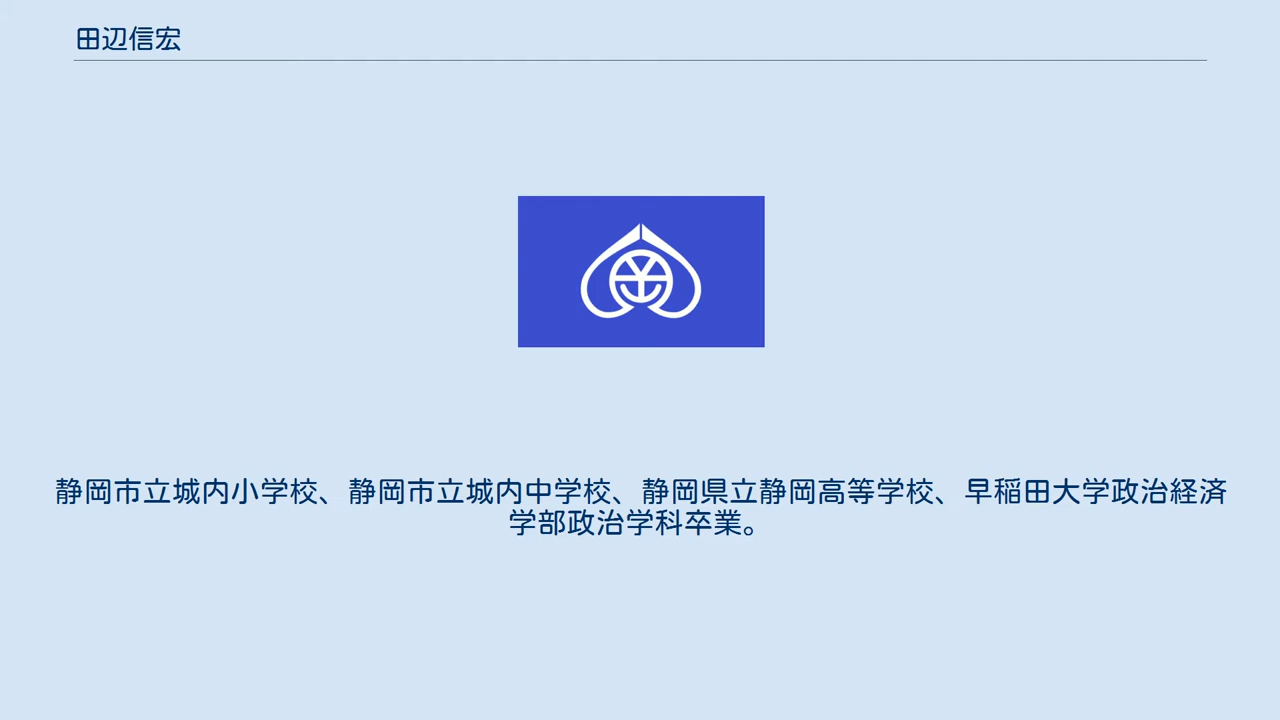 田辺信宏
静岡市立城内小学校、静岡市立城内中学校、静岡県立静岡高等学校、早稲田大学政治経済
学部政治学科卒業。